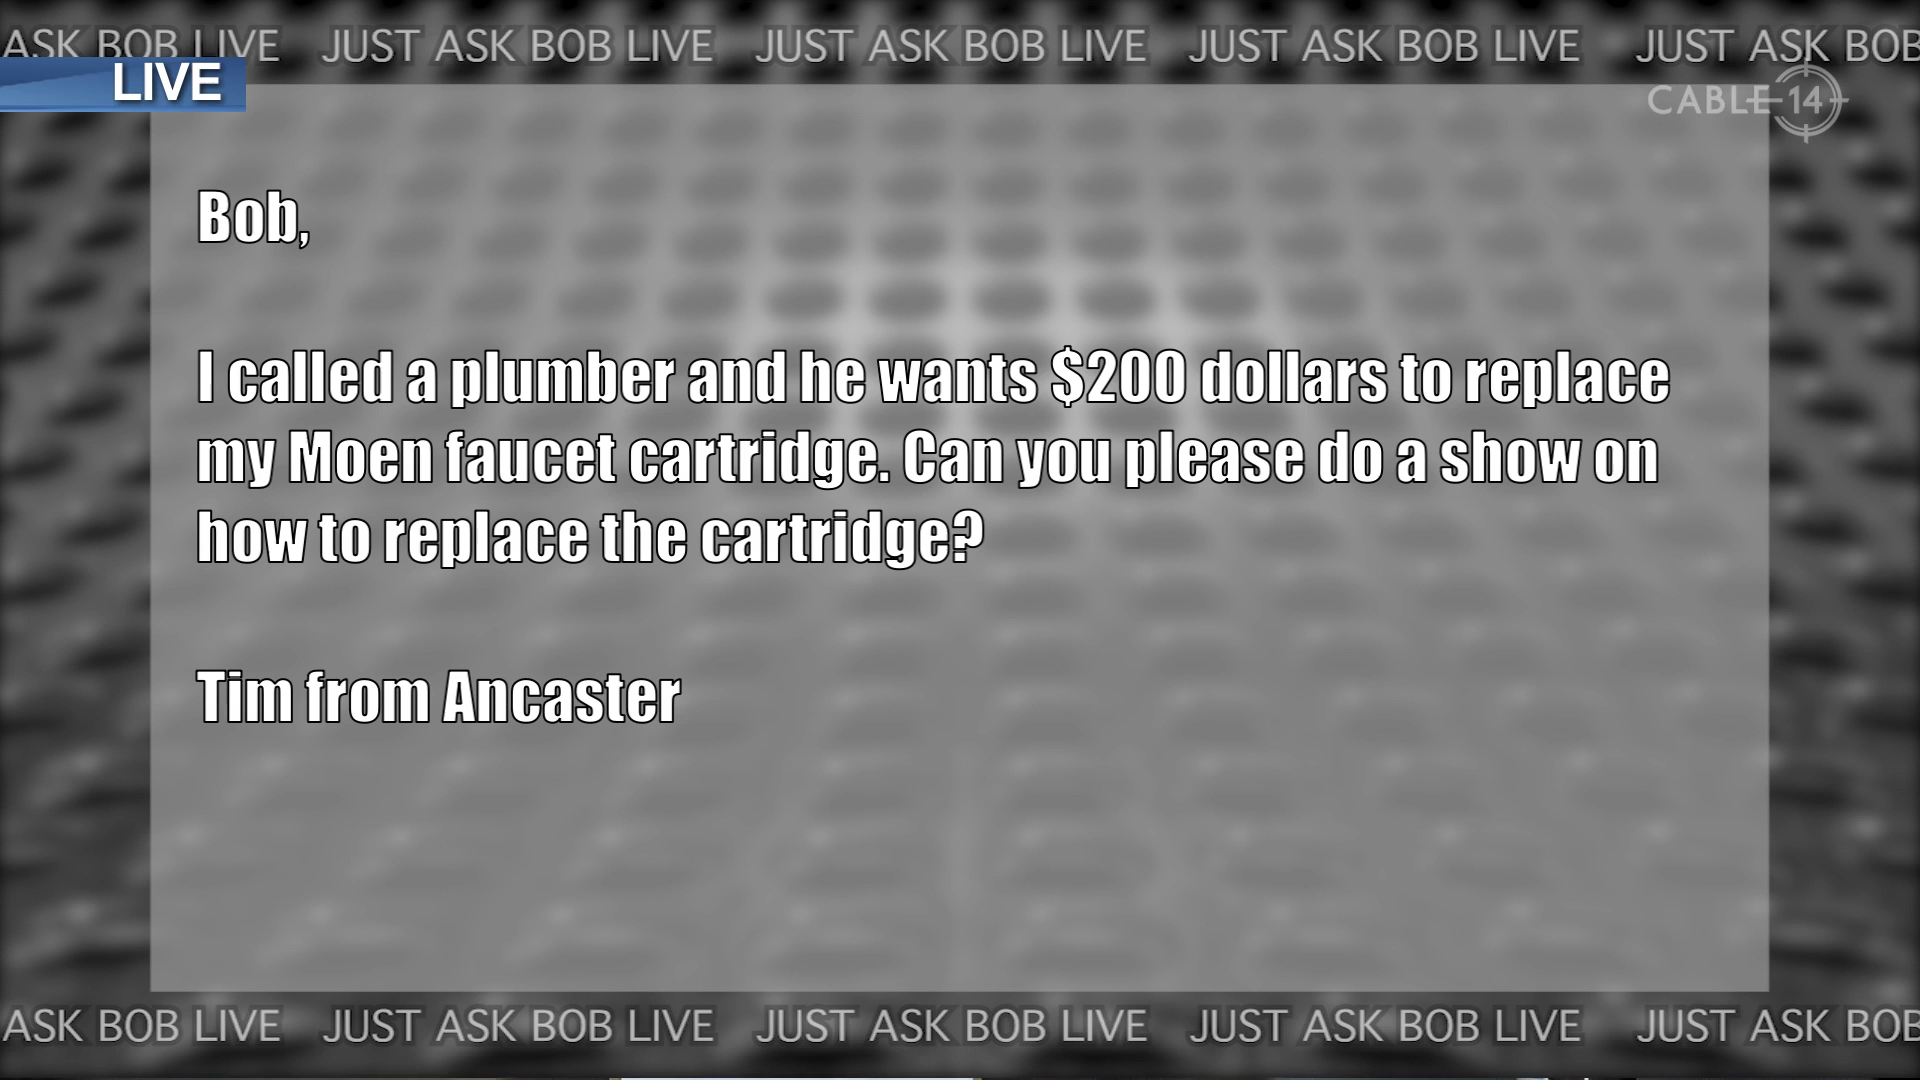 ASK BOB LIVE JUST ASK BOB LIVE JUST ASK BOB LIVE JUST ASK BOB LIVE JUST ASK BOB
LIVE
CABLE 14
Bob,
I called a plumber and he wants $200 dollars to replace
my Moen faucet cartridge. Can you please do a show on
how to replace the cartridge?
Tim from Ancaster
ASK BOB LIVE JUST ASK BOB LIVE JUST ASK BOB LIVE JUST ASK BOB LIVE JUST ASK BOB